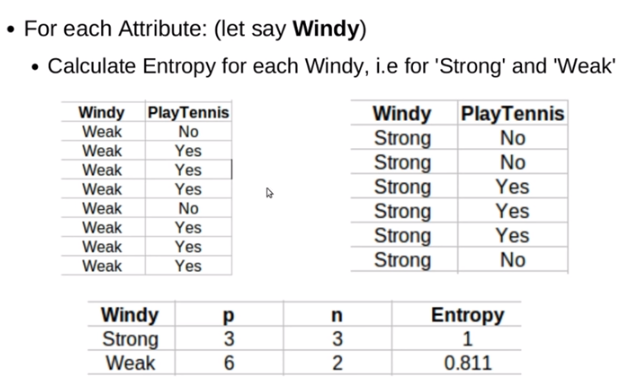 • For each Attribute: (let say Windy)
• Calculate Entropy for each Windy, i.e for 'Strong' and 'Weak'
Windy PlayTennis
Weak No
Weak Yes
Weak Yes
Weak Yes
Weak No
Weak Yes
Weak Yes
Weak Yes
Windy PlayTennis
Strong No
Strong No
Strong Yes
Strong Yes
Strong Yes
Strong No
Windy p n Entropy
Strong 3 3 1
Weak 6 2 0.811